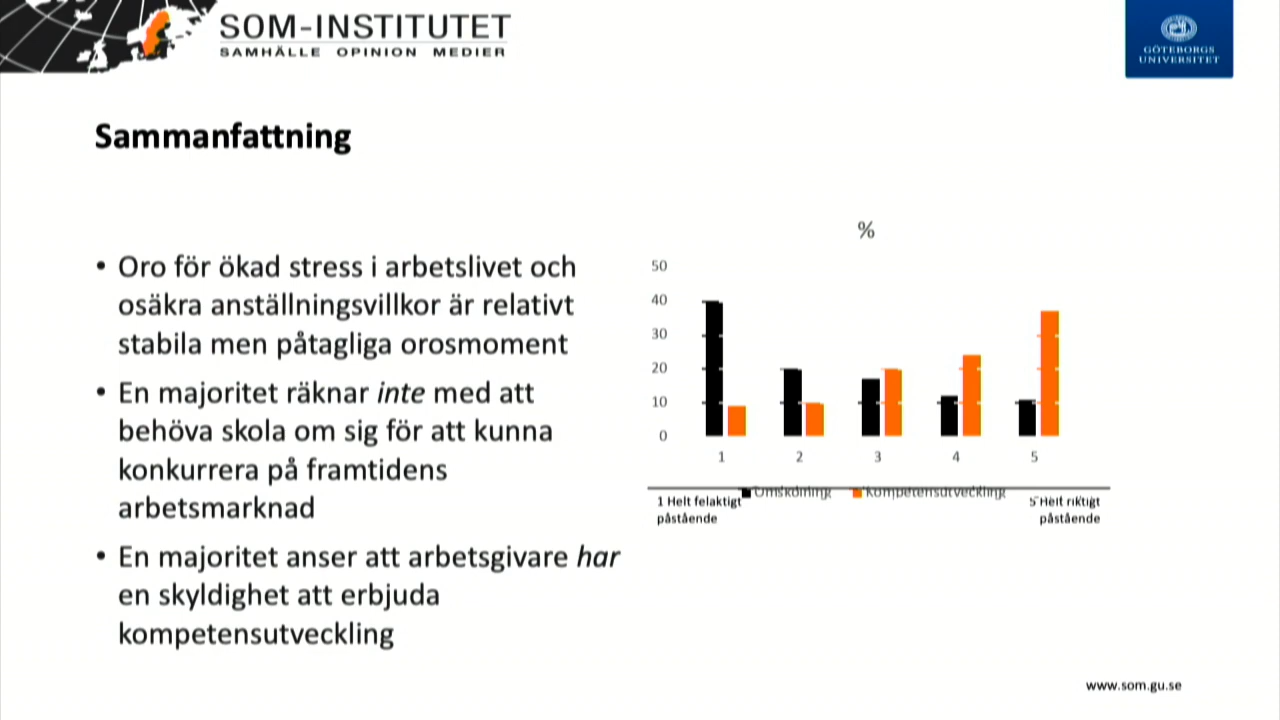 SOM-INSTITUTET
SAMHÄLLE OPINION MEDIER
GÖTEBORGS
UNIVERSITET
Sammanfattning
• Oro för ökad stress i arbetslivet och
osäkra anställningsvillkor är relativt
stabila men påtagliga orosmoment
• En majoritet räknar inte med att
behöva skola om sig för att kunna
konkurrera på framtidens
arbetsmarknad
• En majoritet anser att arbetsgivare har
en skyldighet att erbjuda
kompetensutveckling
%
50
40
30
20
10
0
1 2 3 4 5
Omskolning Kompetensutveckling
1 Helt felaktigt
påstående
5 Helt riktigt
påstående
www.som.gu.se